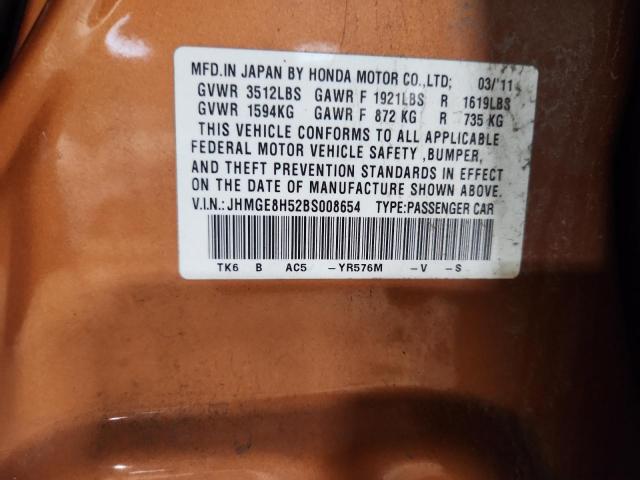 MFD.IN JAPAN BY HONDA MOTOR CO.,LTD; 03/'11
GVWR 3512LBS GAWR F 1921LBS R 1619LBS
GVWR 1594KG GAWR F 872 KG R 735 KG
THIS VEHICLE CONFORMS TO ALL APPLICABLE
FEDERAL MOTOR VEHICLE SAFETY ,BUMPER,
AND THEFT PREVENTION STANDARDS IN EFFECT
ON THE DATE OF MANUFACTURE SHOWN ABOVE.
V.I.N.:JHMGE8H52BS008654 TYPE:PASSENGER CAR
TK6 B AC5 -YR576M -V -S